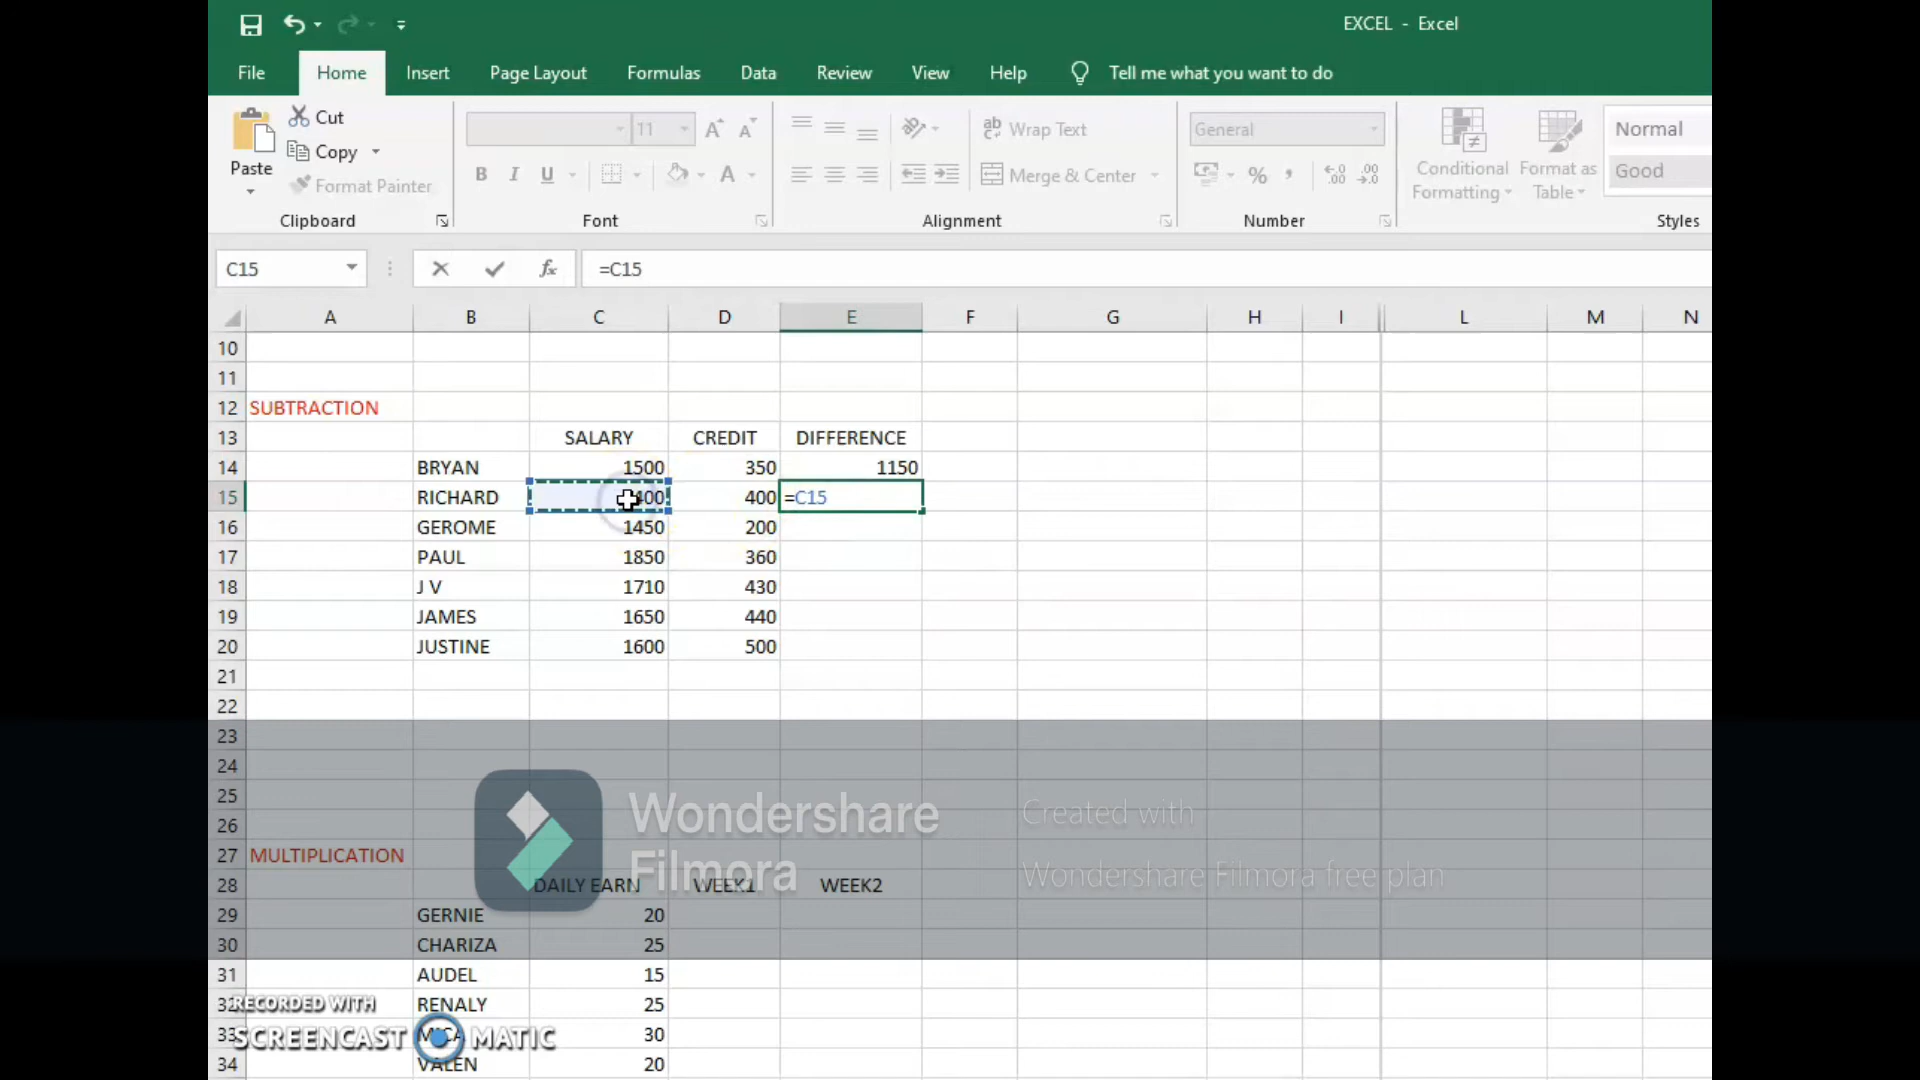 EXCEL - Excel
File Home Insert Page Layout Formulas Data Review View Help Tell me what you want to do
Paste
Cut
Copy
Format Painter
Clipboard
11
B I U
Font
Wrap Text
Merge & Center
Alignment
General
Number
Conditional Formatting
Format as Table
Normal
Good
Styles
C15 fx =C15
A B C D E F G H I L M N
10
11
12 SUBTRACTION
13 SALARY CREDIT DIFFERENCE
14 BRYAN 1500 350 1150
15 RICHARD 400 =C15
16 GEROME 1450 200
17 PAUL 1850 360
18 J V 1710 430
19 JAMES 1650 440
20 JUSTINE 1600 500
21
22
23
24
25
26
27 MULTIPLICATION
28 DAILY EARN WEEK1 WEEK2
29 GERNIE 20
30 CHARIZA 25
31 AUDEL 15
32 RENALY 25
33 30
34 VALEN 20
Wondershare
Filmora
Created with
Wondershare Filmora free plan
RECORDED WITH
SCREENCAST MATIC